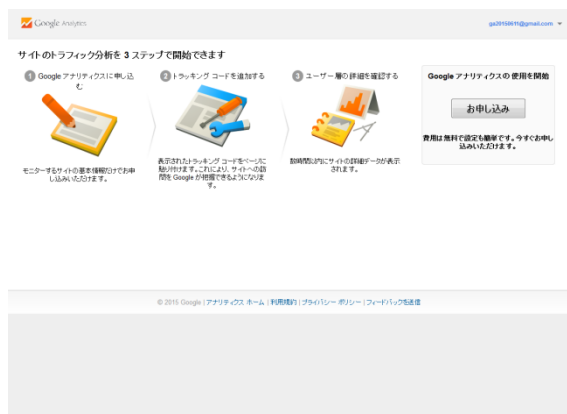 Google Analytics
ga20150611@gmail.com
サイトのトラフィック分析を 3 ステップで開始できます
1 Google アナリティクスに申し込
む
モニターするサイトの基本情報だけでお申
し込みいただけます。
2 トラッキング コードを追加する
表示されたトラッキング コードをページに
貼り付けます。これにより、サイトへの訪
問を Google が把握できるようになりま
す。
3 ユーザー層の詳細を確認する
数時間以内にサイトの詳細データが表示
されます。
Google アナリティクスの使用を開始
お申し込み
費用は無料で設定も簡単です。今すぐお申し
込みいただけます。
© 2015 Google | アナリティクス ホーム | 利用規約 | プライバシー ポリシー | フィードバックを送信